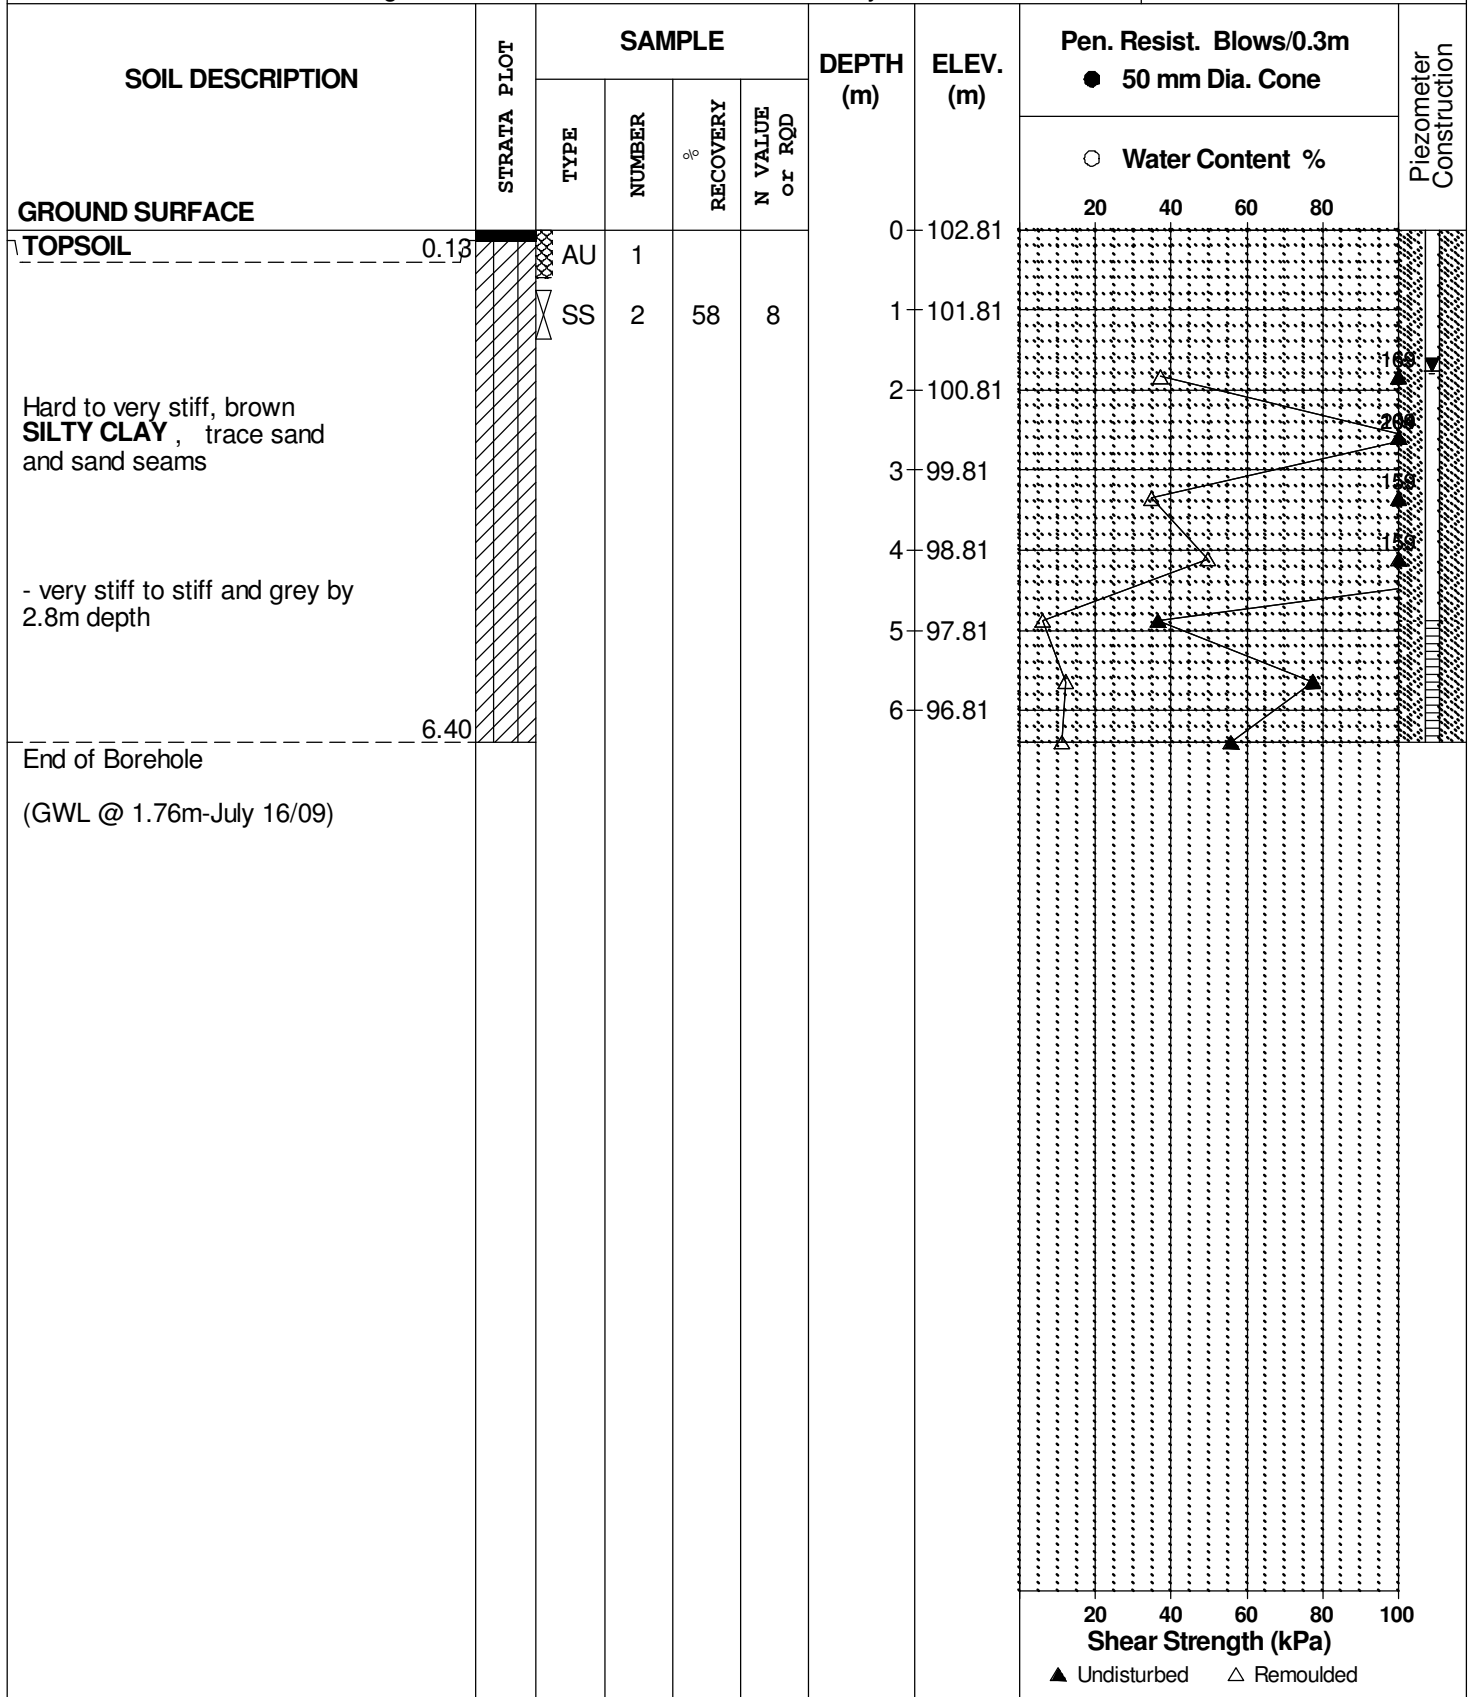 SOIL DESCRIPTION
GROUND SURFACE
STRATA PLOT
SAMPLE
TYPE
NUMBER
% RECOVERY
N VALUE or RQD
DEPTH (m)
ELEV. (m)
Pen. Resist. Blows/0.3m
● 50 mm Dia. Cone
○ Water Content %
20 40 60 80
Piezometer Construction
TOPSOIL 0.13
AU 1
SS 2 58 8
0 102.81
1 101.81
2 100.81
3 99.81
4 98.81
5 97.81
6 96.81
Hard to very stiff, brown
SILTY CLAY , trace sand
and sand seams
- very stiff to stiff and grey by
2.8m depth
6.40
159
159
End of Borehole
(GWL @ 1.76m-July 16/09)
20 40 60 80 100
Shear Strength (kPa)
▲ Undisturbed △ Remoulded